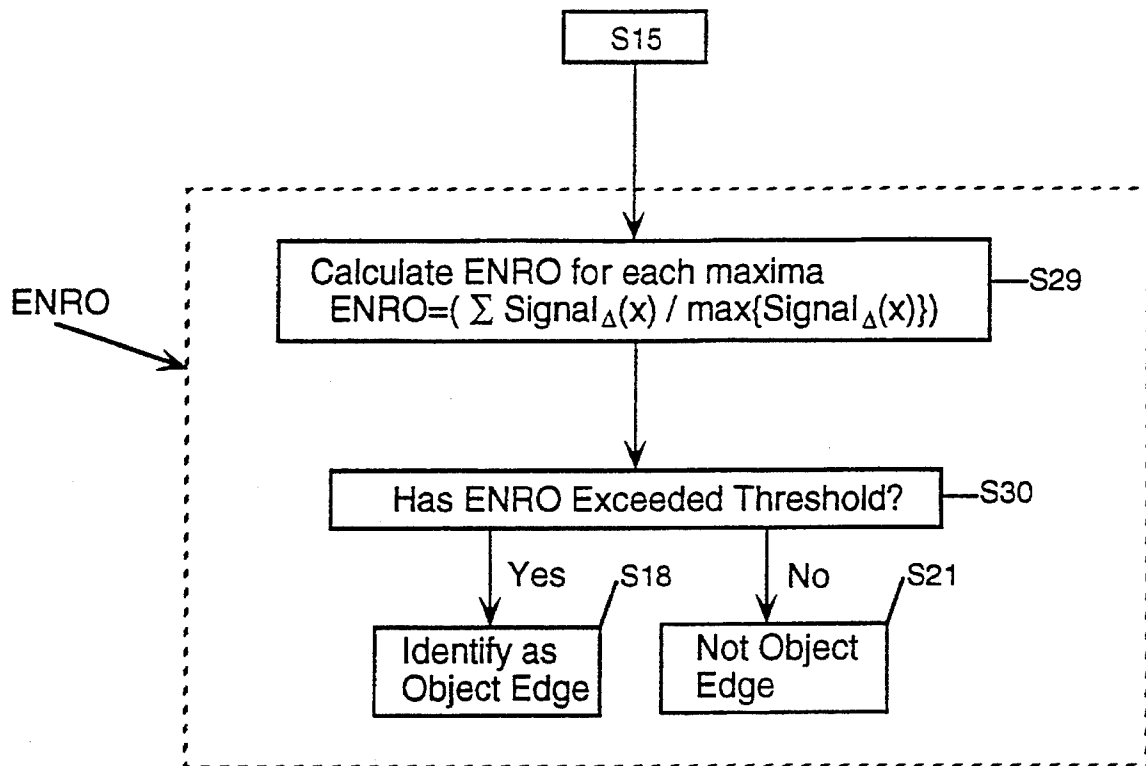 S15
ENRO
Calculate ENRO for each maxima
ENRO=( Σ Signal_Δ(x) / max{Signal_Δ(x)})
S29
Has ENRO Exceeded Threshold?
S30
Yes
S18
No
S21
Identify as
Object Edge
Not Object
Edge